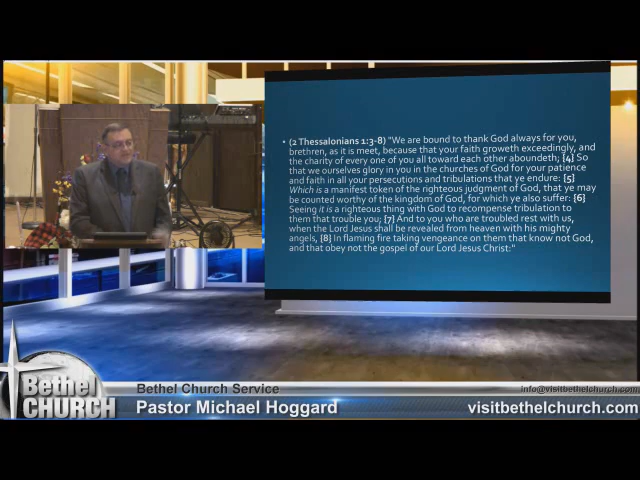 • (2 Thessalonians 1:3-8) "We are bound to thank God always for you,
brethren, as it is meet, because that your faith groweth exceedingly, and
the charity of every one of you all toward each other aboundeth; {4} So
that we ourselves glory in you in the churches of God for your patience
and faith in all your persecutions and tribulations that ye endure: {5}
Which is a manifest token of the righteous judgment of God, that ye may
be counted worthy of the kingdom of God, for which ye also suffer: {6}
Seeing it is a righteous thing with God to recompense tribulation to
them that trouble you; {7} And to you who are troubled rest with us,
when the Lord Jesus shall be revealed from heaven with his mighty
angels, {8} In flaming fire taking vengeance on them that know not God,
and that obey not the gospel of our Lord Jesus Christ:"
Bethel
CHURCH
Bethel Church Service
info@visitbethelchurch.com
Pastor Michael Hoggard
visitbethelchurch.com